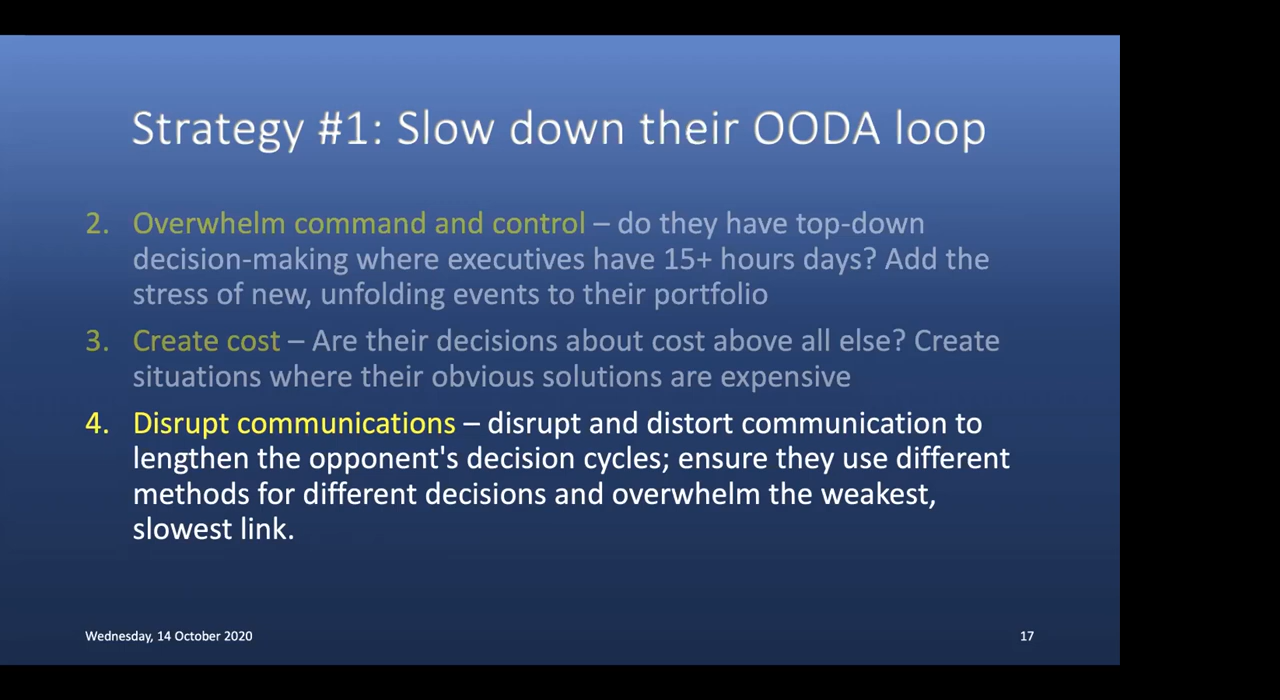 Strategy #1: Slow down their OODA loop
2. Overwhelm command and control – do they have top-down
decision-making where executives have 15+ hours days? Add the
stress of new, unfolding events to their portfolio
3. Create cost – Are their decisions about cost above all else? Create
situations where their obvious solutions are expensive
4. Disrupt communications – disrupt and distort communication to
lengthen the opponent's decision cycles; ensure they use different
methods for different decisions and overwhelm the weakest,
slowest link.
Wednesday, 14 October 2020
17